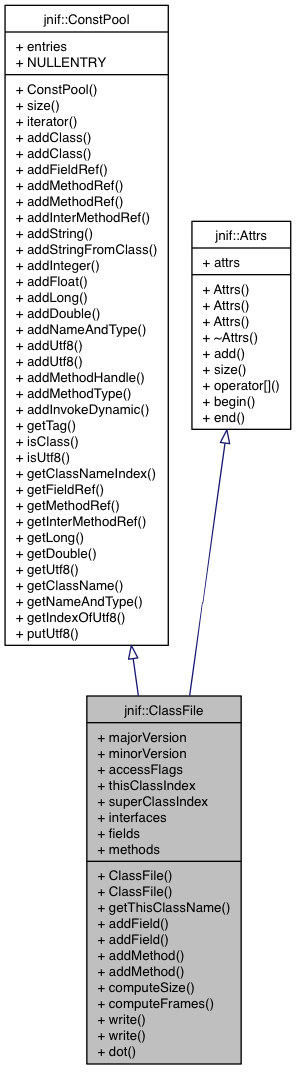 jnif::ConstPool
+ entries
+ NULLENTRY
+ ConstPool()
+ size()
+ iterator()
+ addClass()
+ addClass()
+ addFieldRef()
+ addMethodRef()
+ addMethodRef()
+ addInterMethodRef()
+ addString()
+ addStringFromClass()
+ addInteger()
+ addFloat()
+ addLong()
+ addDouble()
+ addNameAndType()
+ addUtf8()
+ addUtf8()
+ addMethodHandle()
+ addMethodType()
+ addInvokeDynamic()
+ getTag()
+ isClass()
+ isUtf8()
+ getClassNameIndex()
+ getFieldRef()
+ getMethodRef()
+ getInterMethodRef()
+ getLong()
+ getDouble()
+ getUtf8()
+ getClassName()
+ getNameAndType()
+ getIndexOfUtf8()
+ putUtf8()
jnif::Attrs
+ attrs
+ Attrs()
+ Attrs()
+ Attrs()
+ ~Attrs()
+ add()
+ size()
+ operator[]()
+ begin()
+ end()
jnif::ClassFile
+ majorVersion
+ minorVersion
+ accessFlags
+ thisClassIndex
+ superClassIndex
+ interfaces
+ fields
+ methods
+ ClassFile()
+ ClassFile()
+ getThisClassName()
+ addField()
+ addField()
+ addMethod()
+ addMethod()
+ computeSize()
+ computeFrames()
+ write()
+ write()
+ dot()